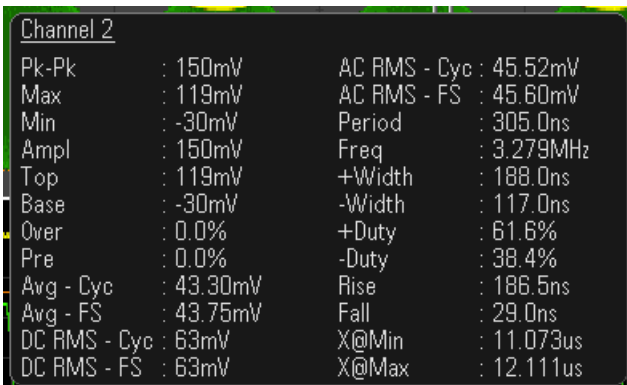 Channel 2
Pk-Pk : 150mV AC RMS - Cyc : 45.52mV
Max : 119mV AC RMS - FS : 45.60mV
Min : -30mV Period : 305.0ns
Ampl : 150mV Freq : 3.279MHz
Top : 119mV +Width : 188.0ns
Base : -30mV -Width : 117.0ns
Over : 0.0% +Duty : 61.6%
Pre : 0.0% -Duty : 38.4%
Avg - Cyc : 43.30mV Rise : 186.5ns
Avg - FS : 43.75mV Fall : 29.0ns
DC RMS - Cyc : 63mV X@Min : 11.073us
DC RMS - FS : 63mV X@Max : 12.111us